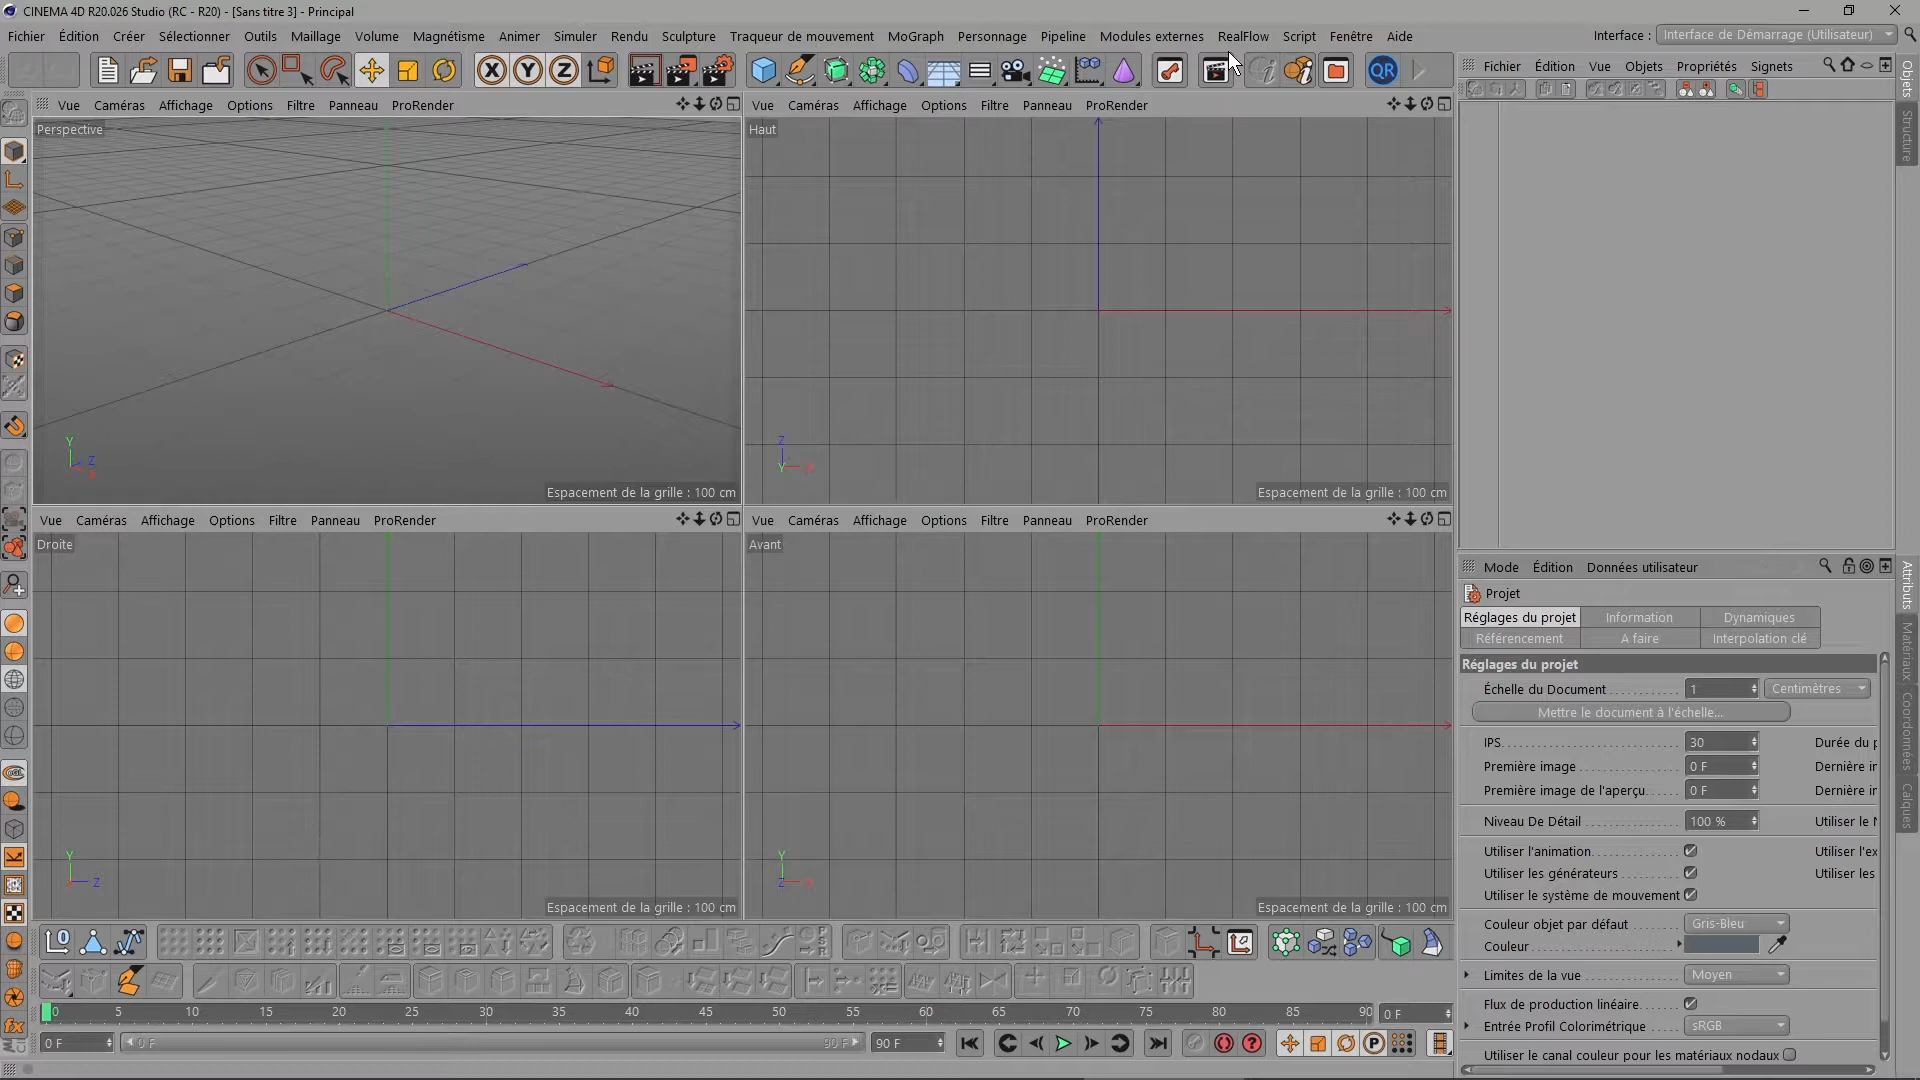 CINEMA 4D R20.026 Studio (RC - R20) - [Sans titre 3] - Principal
Fichier Édition Créer Sélectionner Outils Maillage Volume Magnétisme Animer Simuler Rendu Sculpture Traqueur de mouvement MoGraph Personnage Pipeline Modules externes RealFlow Script Fenêtre Aide Interface : Interface de Démarrage (Utilisateur)
X Y Z QR
Fichier Édition Vue Objets Propriétés Signets
Objets
Structure
Vue Caméras Affichage Options Filtre Panneau ProRender
Perspective
Y
Z
X
Espacement de la grille : 100 cm
Vue Caméras Affichage Options Filtre Panneau ProRender
Haut
Z
Y X
Espacement de la grille : 100 cm
Vue Caméras Affichage Options Filtre Panneau ProRender
Droite
Y
Z
Espacement de la grille : 100 cm
Vue Caméras Affichage Options Filtre Panneau ProRender
Avant
Y
Z X
Espacement de la grille : 100 cm
Mode Édition Données utilisateur
Projet
Réglages du projet Information Dynamiques
Référencement A faire Interpolation clé
Réglages du projet
Échelle du Document 1 Centimètres
Mettre le document à l'échelle...
IPS 30 Durée du p
Première image 0 F Dernière in
Première image de l'aperçu 0 F Dernière in
Niveau De Détail 100 % Utiliser le N
Utiliser l'animation Utiliser l'ex
Utiliser les générateurs Utiliser les
Utiliser le système de mouvement
Couleur objet par défaut Gris-Bleu
Couleur
Limites de la vue Moyen
Flux de production linéaire
Entrée Profil Colorimétrique sRGB
Utiliser le canal couleur pour les matériaux nodaux
Attributs
Matériaux
Coordonnées
Calques
0 5 10 15 20 25 30 35 40 45 50 55 60 65 70 75 80 85 90 0 F
0 F 0 F 90 F 90 F